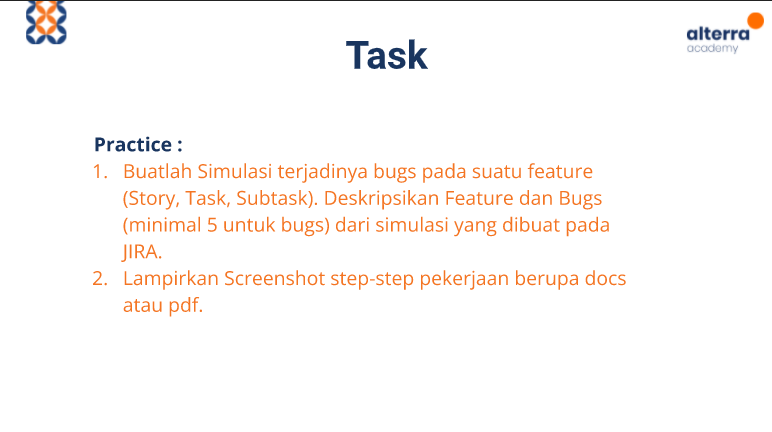 alterra
academy
Task
Practice :
1. Buatlah Simulasi terjadinya bugs pada suatu feature
(Story, Task, Subtask). Deskripsikan Feature dan Bugs
(minimal 5 untuk bugs) dari simulasi yang dibuat pada
JIRA.
2. Lampirkan Screenshot step-step pekerjaan berupa docs
atau pdf.